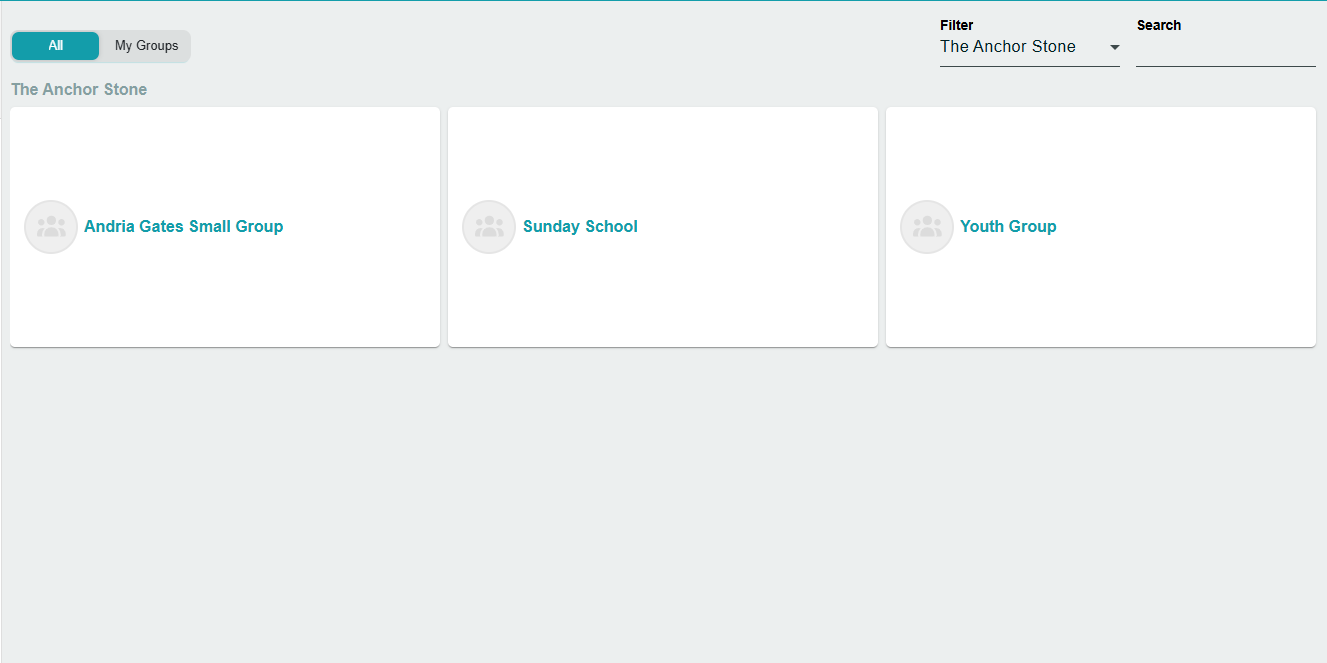 All
My Groups
Filter
The Anchor Stone
Search
The Anchor Stone
Andria Gates Small Group
Sunday School
Youth Group